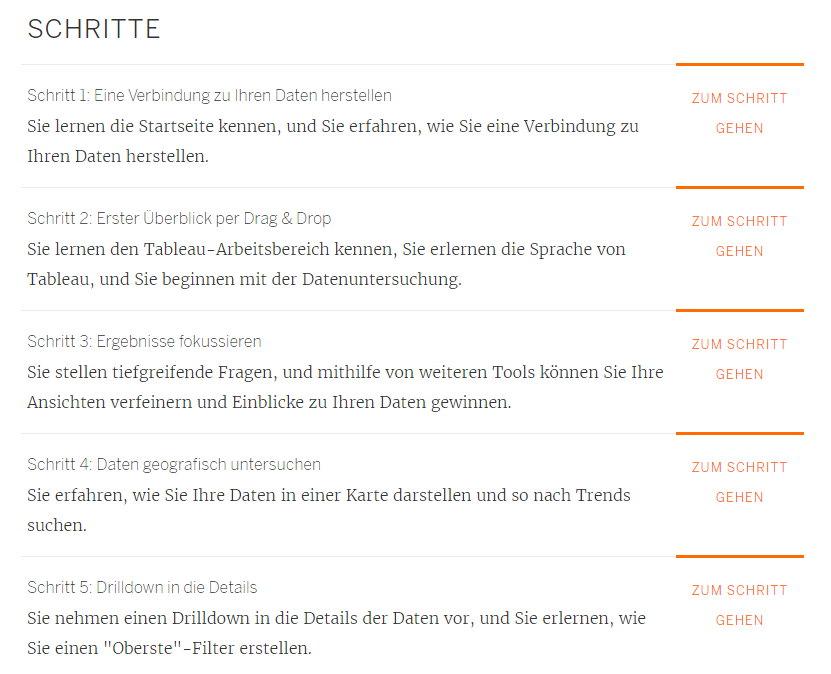 SCHRITTE
Schritt 1: Eine Verbindung zu Ihren Daten herstellen
Sie lernen die Startseite kennen, und Sie erfahren, wie Sie eine Verbindung zu
Ihren Daten herstellen.
ZUM SCHRITT
GEHEN
Schritt 2: Erster Überblick per Drag & Drop
Sie lernen den Tableau-Arbeitsbereich kennen, Sie erlernen die Sprache von
Tableau, und Sie beginnen mit der Datenuntersuchung.
ZUM SCHRITT
GEHEN
Schritt 3: Ergebnisse fokussieren
Sie stellen tiefgreifende Fragen, und mithilfe von weiteren Tools können Sie Ihre
Ansichten verfeinern und Einblicke zu Ihren Daten gewinnen.
ZUM SCHRITT
GEHEN
Schritt 4: Daten geografisch untersuchen
Sie erfahren, wie Sie Ihre Daten in einer Karte darstellen und so nach Trends
suchen.
ZUM SCHRITT
GEHEN
Schritt 5: Drilldown in die Details
Sie nehmen einen Drilldown in die Details der Daten vor, und Sie erlernen, wie
Sie einen "Oberste"-Filter erstellen.
ZUM SCHRITT
GEHEN